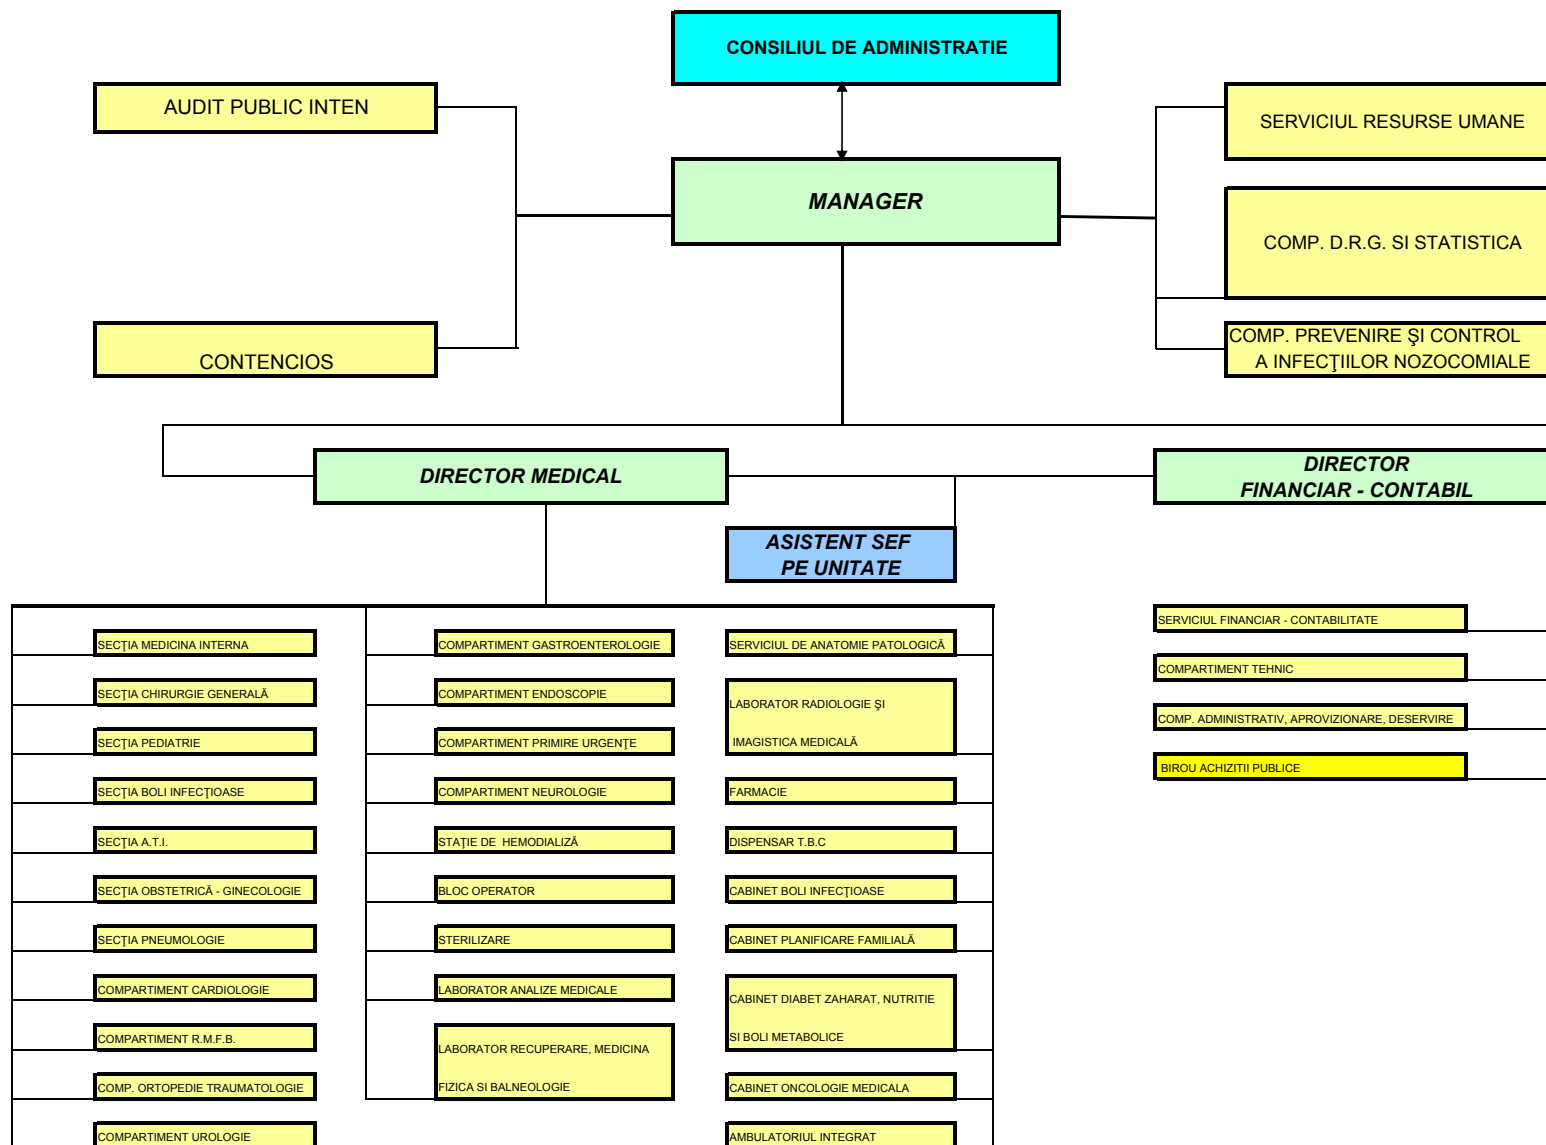 CONSILIUL DE ADMINISTRATIE
AUDIT PUBLIC INTEN
SERVICIUL RESURSE UMANE
MANAGER
COMP. D.R.G. SI STATISTICA
CONTENCIOS
COMP. PREVENIRE ŞI CONTROL
A INFECŢIILOR NOZOCOMIALE
DIRECTOR MEDICAL
DIRECTOR
FINANCIAR - CONTABIL
ASISTENT SEF
PE UNITATE
SECŢIA MEDICINA INTERNA
SECŢIA CHIRURGIE GENERALĂ
SECŢIA PEDIATRIE
SECŢIA BOLI INFECŢIOASE
SECŢIA A.T.I.
SECŢIA OBSTETRICĂ - GINECOLOGIE
SECŢIA PNEUMOLOGIE
COMPARTIMENT CARDIOLOGIE
COMPARTIMENT R.M.F.B.
COMP. ORTOPEDIE TRAUMATOLOGIE
COMPARTIMENT UROLOGIE
COMPARTIMENT GASTROENTEROLOGIE
COMPARTIMENT ENDOSCOPIE
COMPARTIMENT PRIMIRE URGENŢE
COMPARTIMENT NEUROLOGIE
STAŢIE DE HEMODIALIZĂ
BLOC OPERATOR
STERILIZARE
LABORATOR ANALIZE MEDICALE
LABORATOR RECUPERARE, MEDICINA
FIZICA SI BALNEOLOGIE
SERVICIUL DE ANATOMIE PATOLOGICĂ
LABORATOR RADIOLOGIE ŞI
IMAGISTICA MEDICALĂ
FARMACIE
DISPENSAR T.B.C
CABINET BOLI INFECŢIOASE
CABINET PLANIFICARE FAMILIALĂ
CABINET DIABET ZAHARAT, NUTRITIE
SI BOLI METABOLICE
CABINET ONCOLOGIE MEDICALA
AMBULATORIUL INTEGRAT
SERVICIUL FINANCIAR - CONTABILITATE
COMPARTIMENT TEHNIC
COMP. ADMINISTRATIV, APROVIZIONARE, DESERVIRE
BIROU ACHIZITII PUBLICE